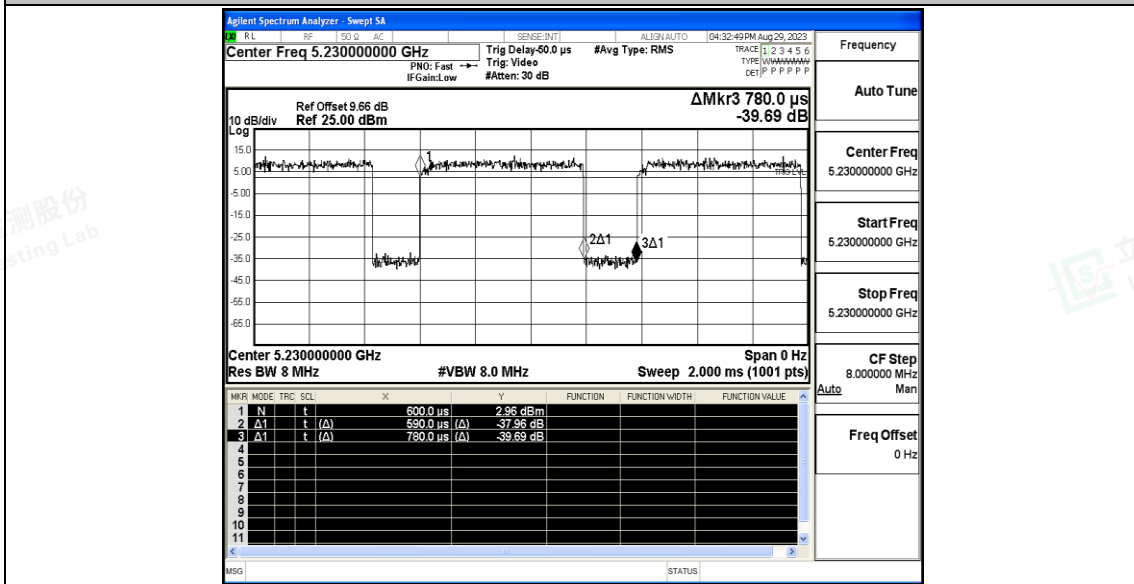 Agilent Spectrum Analyzer - Swept SA
RL RF 50 Ω AC SENSE:INT ALIGN AUTO 04:32:49 PM Aug 29, 2023
Center Freq 5.230000000 GHz Trig Delay-50.0 µs #Avg Type: RMS TRACE 1 2 3 4 5 6
PNO: Fast Trig: Video TYPE
IFGain:Low #Atten: 30 dB DET P P P P P P
Ref Offset 9.66 dB ΔMkr3 780.0 µs
10 dB/div Ref 25.00 dBm -39.69 dB
Log
15.0
1
5.00
-5.00
-15.0
-25.0
2Δ1 3Δ1
-35.0
-45.0
-55.0
-65.0
Center 5.230000000 GHz Span 0 Hz
Res BW 8 MHz #VBW 8.0 MHz Sweep 2.000 ms (1001 pts)
MKR MODE TRC SCL X Y FUNCTION FUNCTION WIDTH FUNCTION VALUE
1 N t 600.0 µs 2.96 dBm
2 Δ1 t (Δ) 590.0 µs (Δ) -37.96 dB
3 Δ1 t (Δ) 780.0 µs (Δ) -39.69 dB
4
5
6
7
8
9
10
11
MSG STATUS
Frequency
Auto Tune
Center Freq
5.230000000 GHz
Start Freq
5.230000000 GHz
Stop Freq
5.230000000 GHz
CF Step
8.000000 MHz
Auto Man
Freq Offset
0 Hz
测股份
sting Lab
立